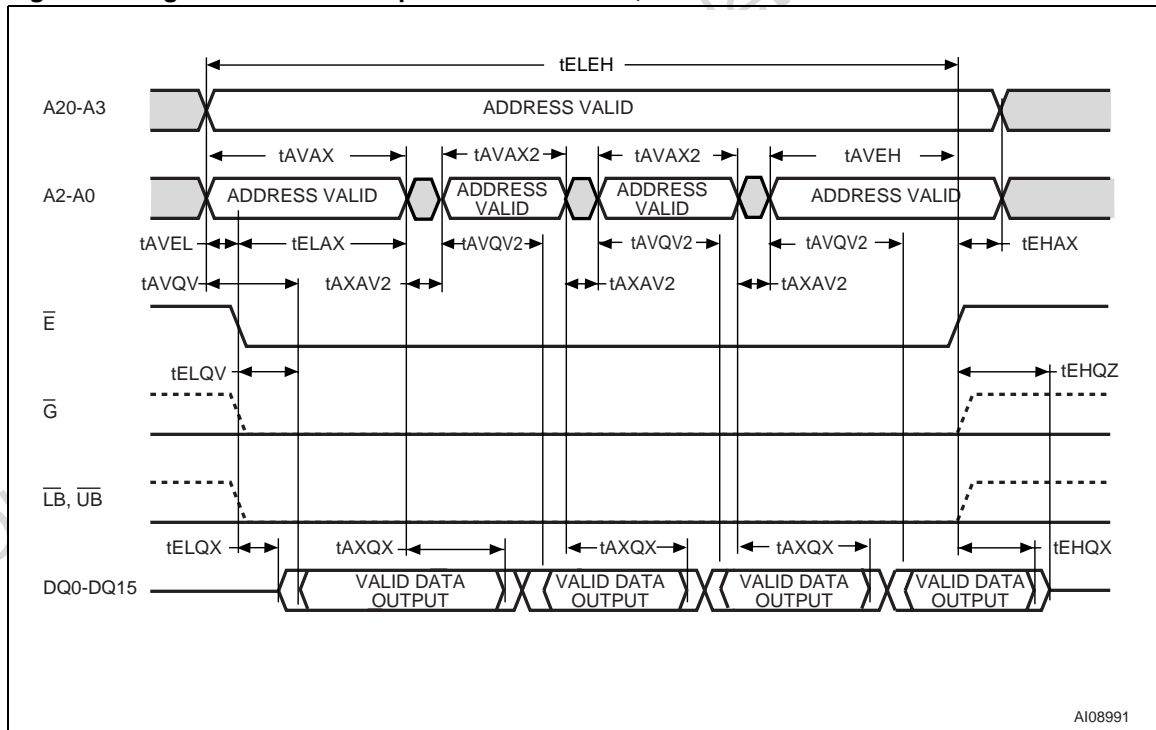 tELEH
A20-A3
ADDRESS VALID
tAVAX
tAVAX2
tAVAX2
tAVEH
A2-A0
ADDRESS VALID
ADDRESS
VALID
ADDRESS
VALID
ADDRESS VALID
tAVEL
tELAX
tAVQV2
tAVQV2
tAVQV2
tEHAX
tAVQV
tAXAV2
tAXAV2
tAXAV2
E
tELQV
tEHQZ
G
LB, UB
tELQX
tAXQX
tAXQX
tAXQX
tEHQX
DQ0-DQ15
VALID DATA
OUTPUT
VALID DATA
OUTPUT
VALID DATA
OUTPUT
VALID DATA
OUTPUT
AI08991